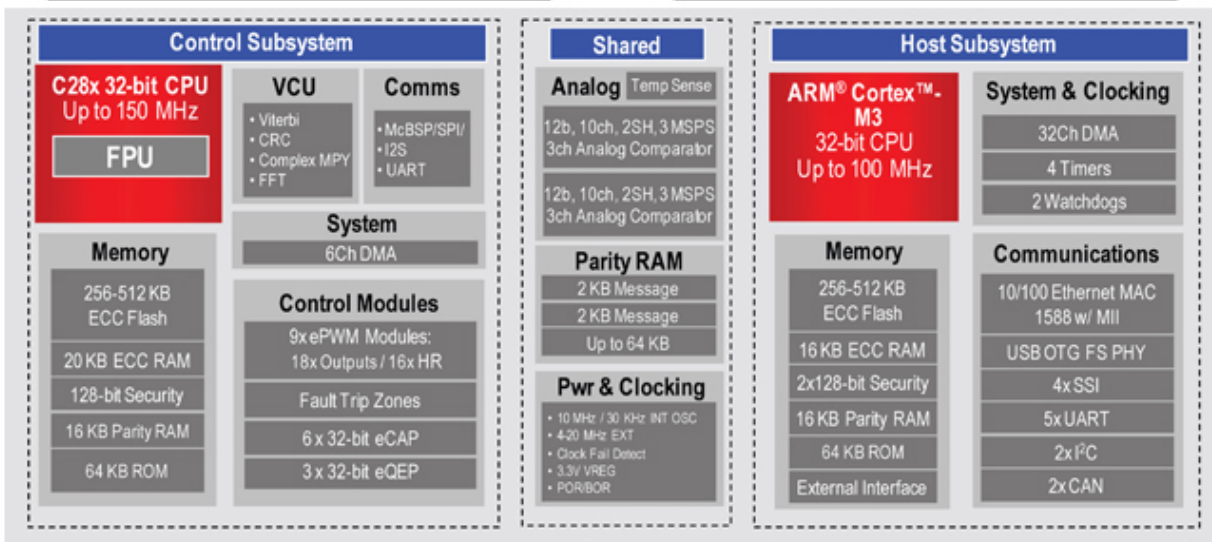 Control Subsystem
C28x 32-bit CPU
Up to 150 MHz
FPU
VCU
• Viterbi
• CRC
• Complex MPY
• FFT
Comms
• McBSP/SPI/
• I2S
• UART
System
6Ch DMA
Memory
256-512 KB
ECC Flash
20 KB ECC RAM
128-bit Security
16 KB Parity RAM
64 KB ROM
Control Modules
9x ePWM Modules:
18x Outputs / 16x HR
Fault Trip Zones
6 x 32-bit eCAP
3 x 32-bit eQEP
Shared
Analog
Temp Sense
12b, 10ch, 2SH, 3 MSPS
3ch Analog Comparator
12b, 10ch, 2SH, 3 MSPS
3ch Analog Comparator
Parity RAM
2 KB Message
2 KB Message
Up to 64 KB
Pwr & Clocking
• 10 MHz / 30 KHz INT OSC
• 4-20 MHz EXT
• Clock Fail Detect
• 3.3V VREG
• POR/BOR
Host Subsystem
ARM® Cortex™-
M3
32-bit CPU
Up to 100 MHz
System & Clocking
32Ch DMA
4 Timers
2 Watchdogs
Memory
256-512 KB
ECC Flash
16 KB ECC RAM
2x128-bit Security
16 KB Parity RAM
64 KB ROM
External Interface
Communications
10/100 Ethernet MAC
1588 w/ MII
USB OTG FS PHY
4x SSI
5x UART
2x I²C
2x CAN